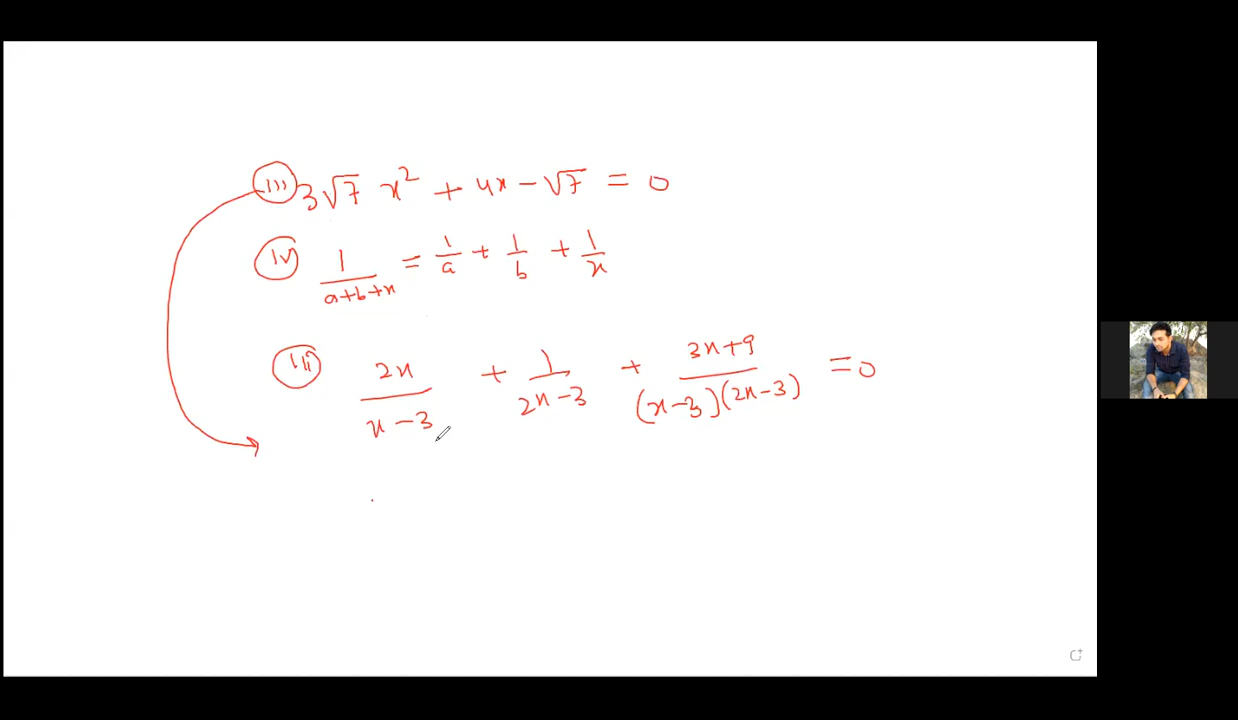 (iii) 3√7 x² + 4x - √7 = 0
(iv) 1/(a+b+x) = 1/a + 1/b + 1/x
(iii) 2x/(x-3) + 1/(2x-3) + (3x+9)/((x-3)(2x-3)) = 0